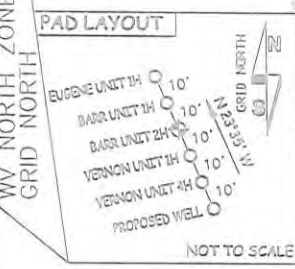 WV NORTH ZONE
GRID NORTH
PAD LAYOUT
GRID NORTH
N
S
EUGENE UNIT 1H
10'
BARR UNIT 1H
10'
BARR UNIT 2H
10'
VERNON UNIT 1H
10'
VERNON UNIT 4H
10'
PROPOSED WELL
N 23°35' W
NOT TO SCALE